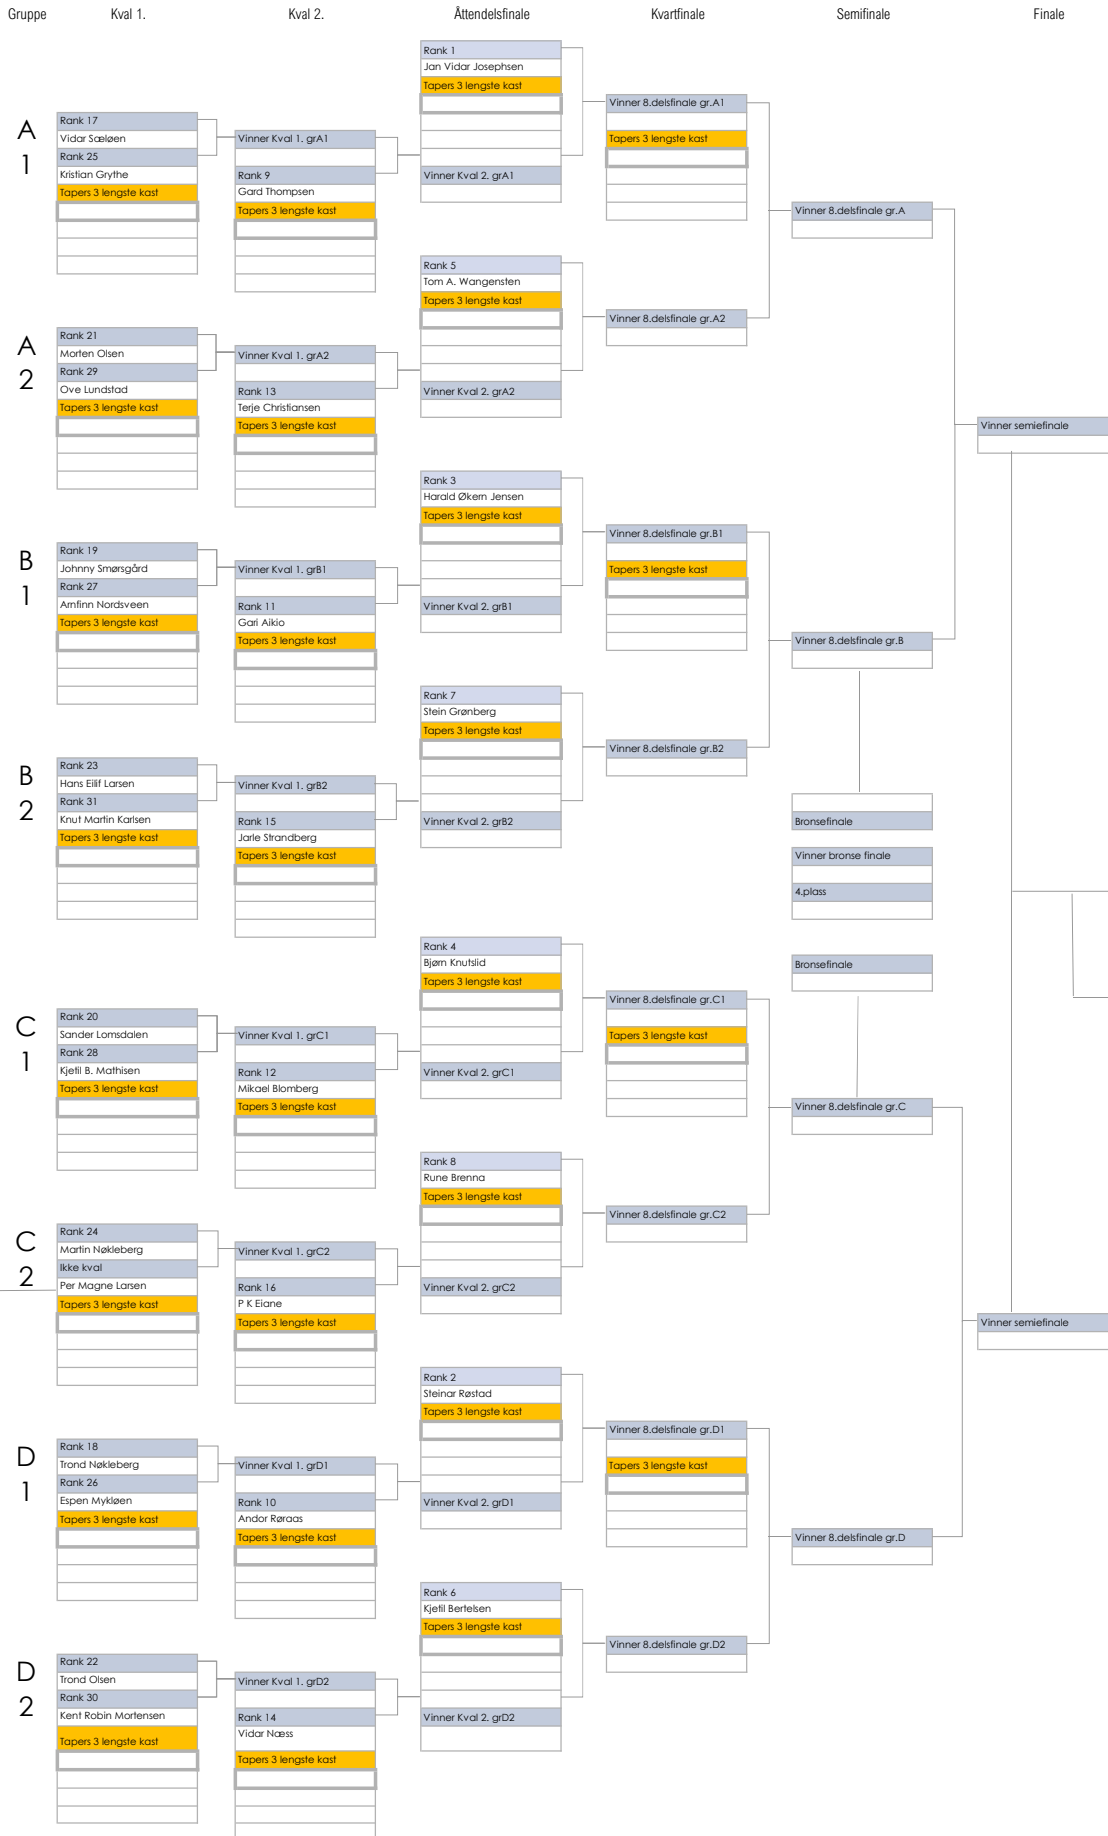 Gruppe Kval 1. Kval 2. Åttendelsfinale Kvartfinale Semifinale Finale
A
1
Rank 17
Vidar Sæløen
Rank 25
Kristian Grythe
Tapers 3 lengste kast
Vinner Kval 1. grA1
Rank 9
Gard Thompsen
Tapers 3 lengste kast
Rank 1
Jan Vidar Josephsen
Tapers 3 lengste kast
Vinner Kval 2. grA1
Vinner 8.delsfinale gr.A1
Tapers 3 lengste kast
Vinner 8.delsfinale gr.A
A
2
Rank 21
Morten Olsen
Rank 29
Ove Lundstad
Tapers 3 lengste kast
Vinner Kval 1. grA2
Rank 13
Terje Christiansen
Tapers 3 lengste kast
Rank 5
Tom A. Wangensten
Tapers 3 lengste kast
Vinner Kval 2. grA2
Vinner 8.delsfinale gr.A2
Vinner semiefinale
B
1
Rank 19
Johnny Smørsgård
Rank 27
Arnfinn Nordsveen
Tapers 3 lengste kast
Vinner Kval 1. grB1
Rank 11
Gari Aikio
Tapers 3 lengste kast
Rank 3
Harald Økern Jensen
Tapers 3 lengste kast
Vinner Kval 2. grB1
Vinner 8.delsfinale gr.B1
Tapers 3 lengste kast
Vinner 8.delsfinale gr.B
B
2
Rank 23
Hans Eilif Larsen
Rank 31
Knut Martin Karlsen
Tapers 3 lengste kast
Vinner Kval 1. grB2
Rank 15
Jarle Strandberg
Tapers 3 lengste kast
Rank 7
Stein Grønberg
Tapers 3 lengste kast
Vinner Kval 2. grB2
Vinner 8.delsfinale gr.B2
Bronsefinale
Vinner bronse finale
4.plass
Bronsefinale
C
1
Rank 20
Sander Lomsdalen
Rank 28
Kjetil B. Mathisen
Tapers 3 lengste kast
Vinner Kval 1. grC1
Rank 12
Mikael Blomberg
Tapers 3 lengste kast
Rank 4
Bjørn Knutslid
Tapers 3 lengste kast
Vinner Kval 2. grC1
Vinner 8.delsfinale gr.C1
Tapers 3 lengste kast
Vinner 8.delsfinale gr.C
C
2
Rank 24
Martin Nøkleberg
Ikke kval
Per Magne Larsen
Tapers 3 lengste kast
Vinner Kval 1. grC2
Rank 16
P K Eiane
Tapers 3 lengste kast
Rank 8
Rune Brenna
Tapers 3 lengste kast
Vinner Kval 2. grC2
Vinner 8.delsfinale gr.C2
Vinner semiefinale
D
1
Rank 18
Trond Nøkleberg
Rank 26
Espen Mykløen
Tapers 3 lengste kast
Vinner Kval 1. grD1
Rank 10
Andor Røraas
Tapers 3 lengste kast
Rank 2
Steinar Røstad
Tapers 3 lengste kast
Vinner Kval 2. grD1
Vinner 8.delsfinale gr.D1
Tapers 3 lengste kast
Vinner 8.delsfinale gr.D
D
2
Rank 22
Trond Olsen
Rank 30
Kent Robin Mortensen
Tapers 3 lengste kast
Vinner Kval 1. grD2
Rank 14
Vidar Næss
Tapers 3 lengste kast
Rank 6
Kjetil Bertelsen
Tapers 3 lengste kast
Vinner Kval 2. grD2
Vinner 8.delsfinale gr.D2